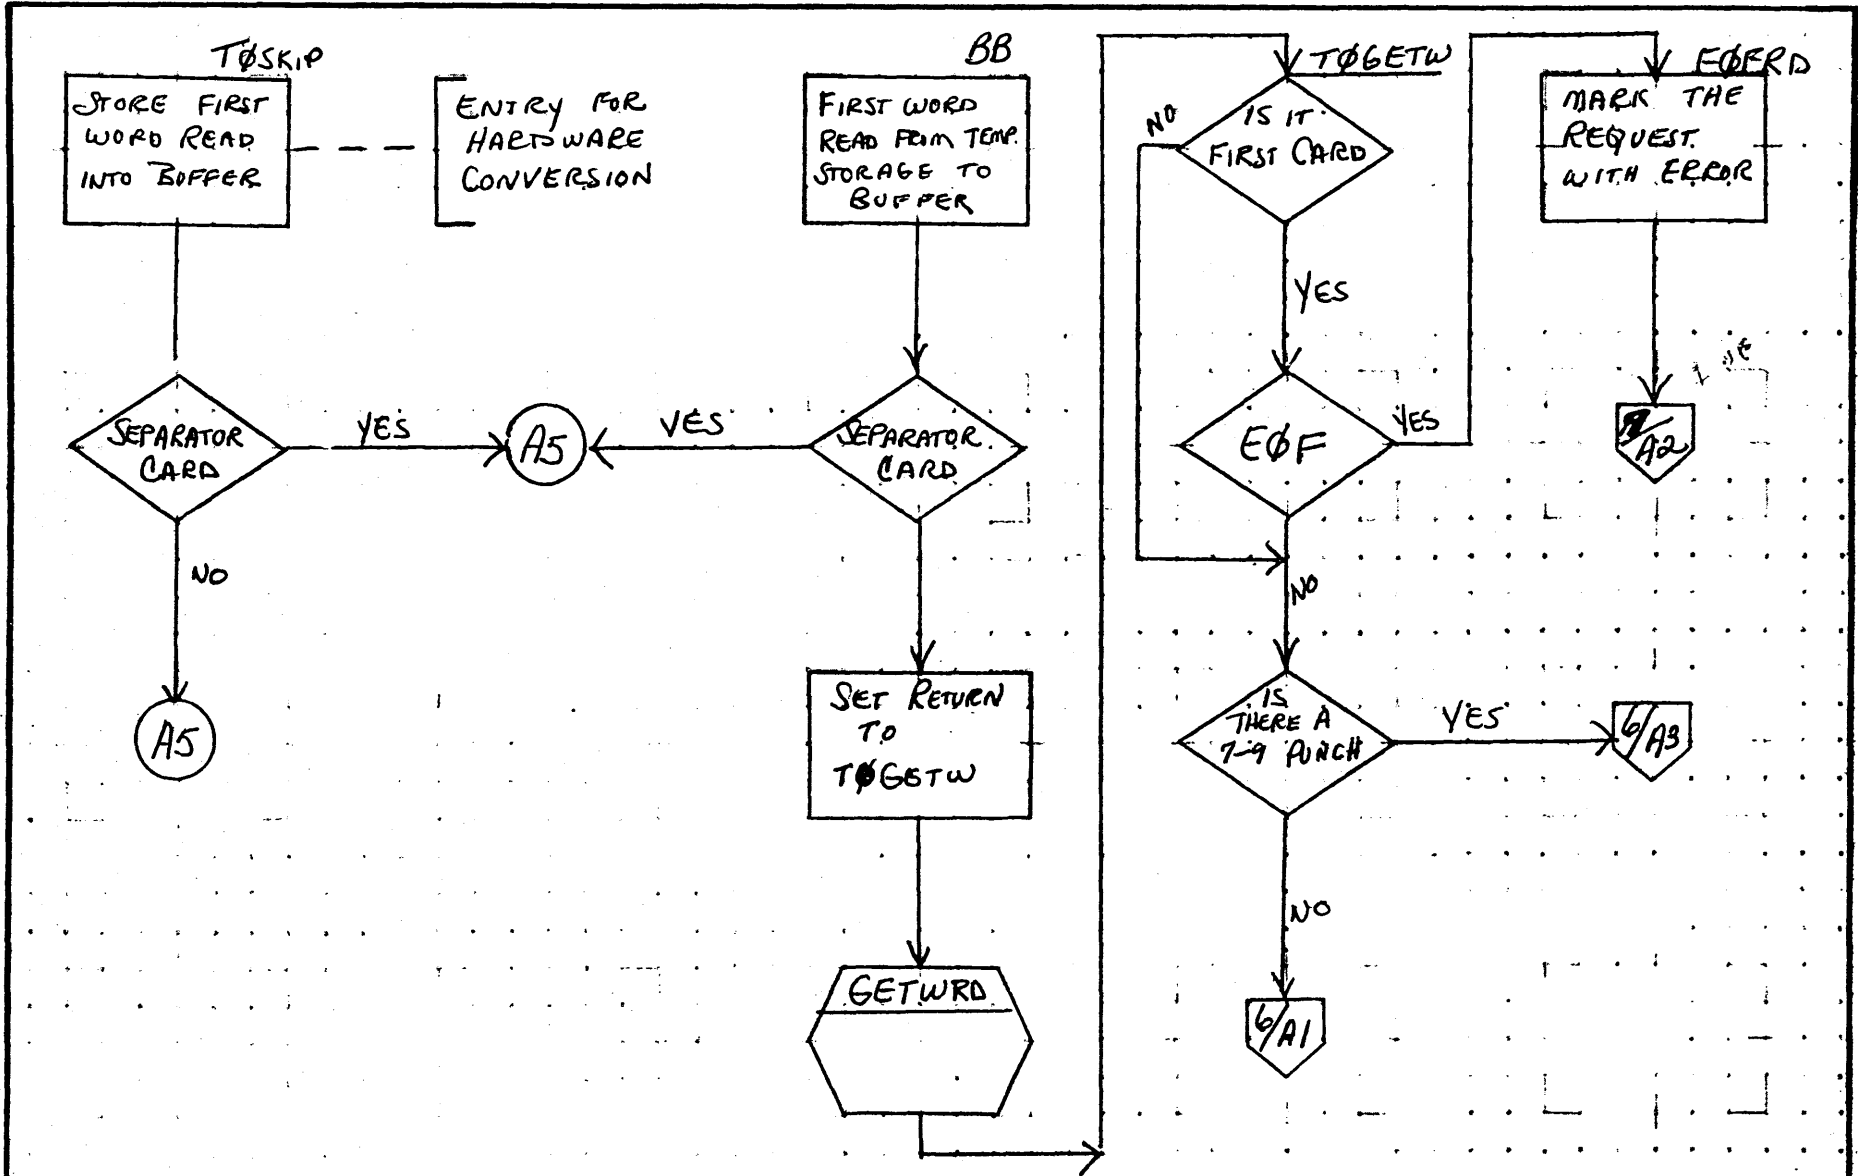 TØSKIP
STORE FIRST
WORD READ
INTO BUFFER
ENTRY FOR
HARDWARE
CONVERSION
SEPARATOR
CARD
YES
A5
NO
A5
BB
FIRST WORD
READ FROM TEMP.
STORAGE TO
BUFFER
SEPARATOR
CARD
YES
SET RETURN
TO
TØGETW
GETWRD
TØGETW
IS IT
FIRST CARD
NO
YES
EØF
YES
NO
IS
THERE A
7-9 PUNCH
YES
6/A3
NO
6/A1
EØFRD
MARK THE
REQUEST
WITH ERROR
A2